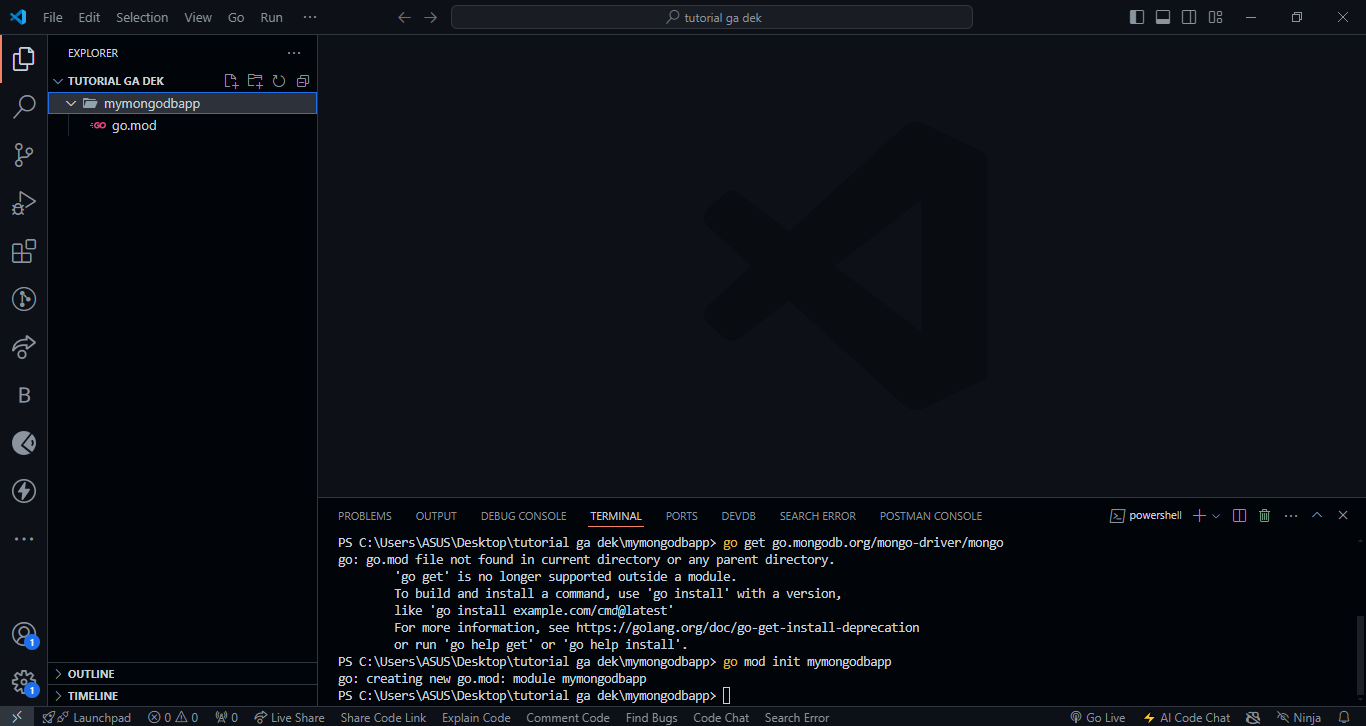 File Edit Selection View Go Run ···
tutorial ga dek
EXPLORER
TUTORIAL GA DEK
mymongodbapp
GO go.mod
B
1
1
OUTLINE
TIMELINE
PROBLEMS OUTPUT DEBUG CONSOLE TERMINAL PORTS DEVDB SEARCH ERROR POSTMAN CONSOLE
powershell
PS C:\Users\ASUS\Desktop\tutorial ga dek\mymongodbapp> go get go.mongodb.org/mongo-driver/mongo
go: go.mod file not found in current directory or any parent directory.
'go get' is no longer supported outside a module.
To build and install a command, use 'go install' with a version,
like 'go install example.com/cmd@latest'
For more information, see https://golang.org/doc/go-get-install-deprecation
or run 'go help get' or 'go help install'.
PS C:\Users\ASUS\Desktop\tutorial ga dek\mymongodbapp> go mod init mymongodbapp
go: creating new go.mod: module mymongodbapp
PS C:\Users\ASUS\Desktop\tutorial ga dek\mymongodbapp>
Launchpad 0 0 0 Live Share Share Code Link Explain Code Comment Code Find Bugs Code Chat Search Error Go Live AI Code Chat Ninja